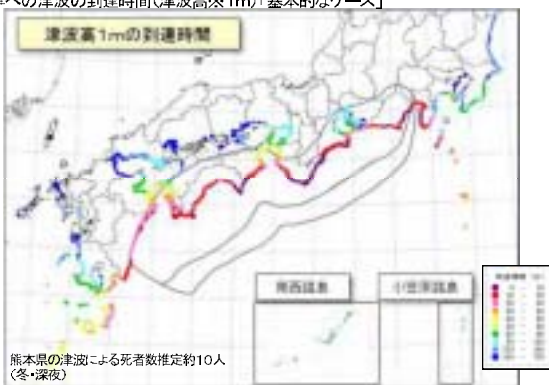 への津波の到達時間(津波高※1m)「基本的なケース」
津波高1mの到達時間
南西諸島
小笠原諸島
熊本県の津波による死者数推定約10人
(冬・深夜)